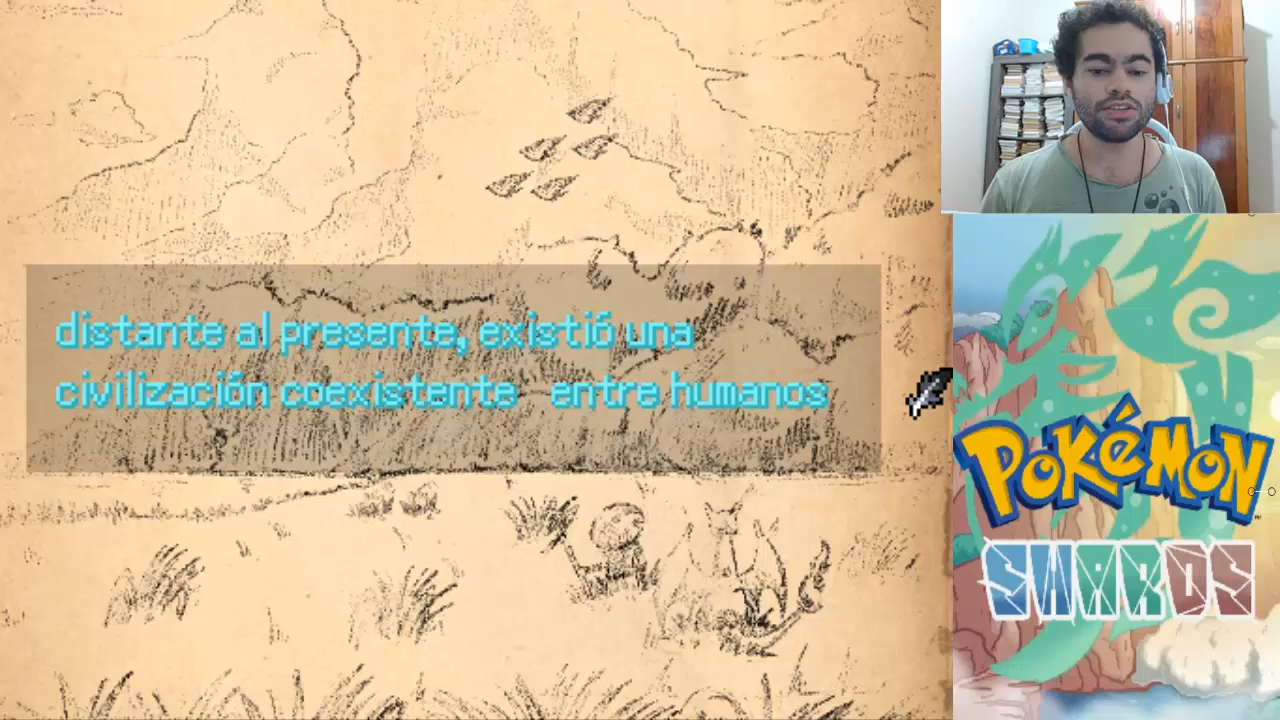 distante al presente, existió una
civilización coexistente entre humanos
POKÉMON
SHARDS